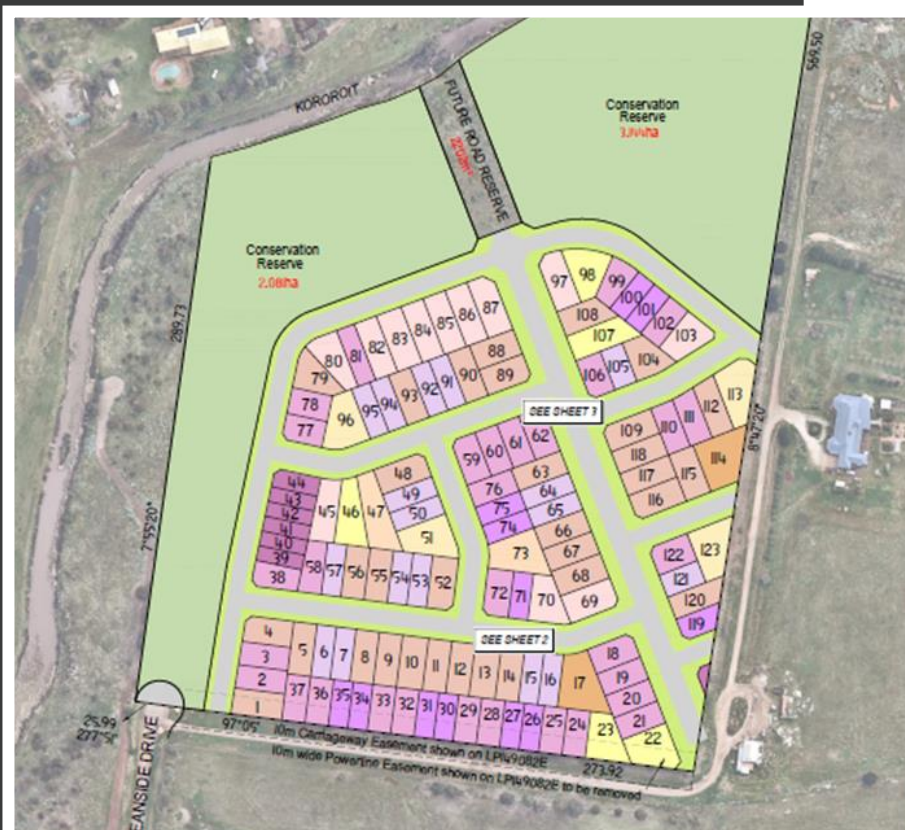 569.50
KOROROIT
FUTURE ROAD RESERVE
Conservation
Reserve
Conservation
Reserve
2.08ha
289.73
97 98 99
100
101
102
103
108
107
106 105 104
80 81 82 83 84 85 86 87
79
78
77
96 95 94 93 92 91 90 88
89
SEE SHEET 3
8°47'20"
113
112
111
110
109
118
117
116
115
114
59 60 61 62
63
76
75
74
64
65
66
67
68
69
73
72 71 70
44
43
42
41
40
39
38
45 46 47
48
49
50
51
58 57 56 55 54 53 52
7°55'20"
122
121
123
120
119
SEE SHEET 2
4
3
2
1
5 6 7 8 9 10 11 12 13 14 15 16 17
18
19
20
21
22
37 36 35 34 33 32 31 30 29 28 27 26 25 24 23
25.99
277°51'
97°05'
10m Carriageway Easement shown on LP149082E
273.92
10m wide Powerline Easement shown on LP149082E to be removed
EANSIDE DRIVE